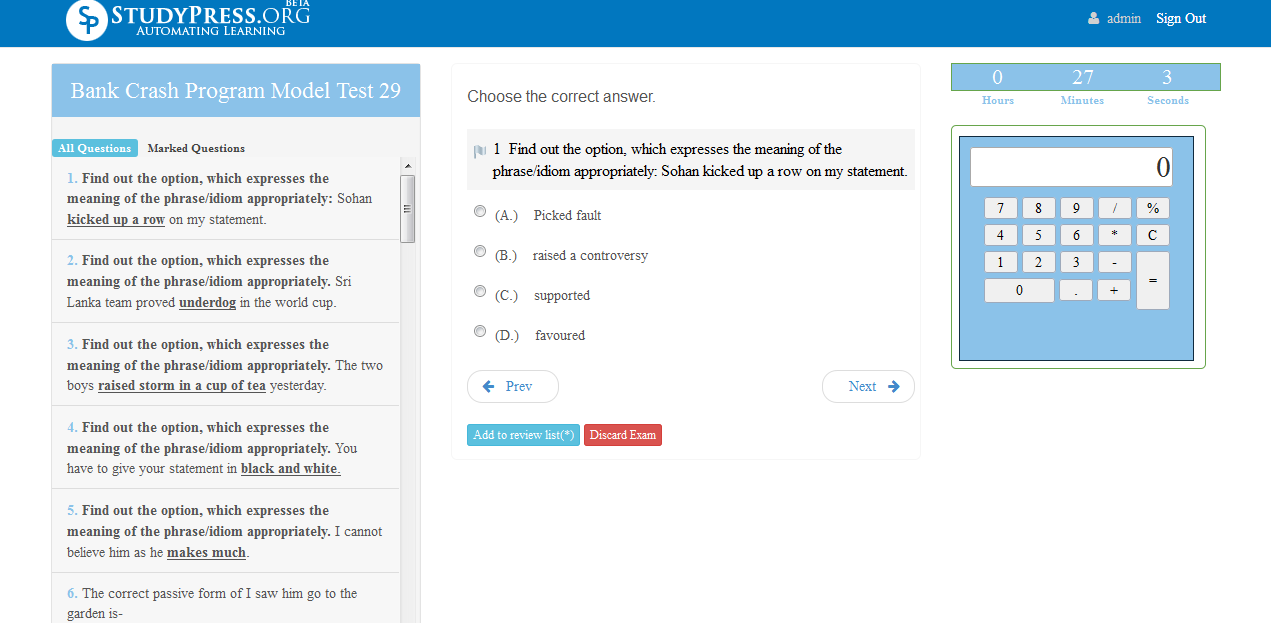 SP STUDYPRESS.ORG BETA
AUTOMATING LEARNING
admin Sign Out
Bank Crash Program Model Test 29
All Questions Marked Questions
1. Find out the option, which expresses the
meaning of the phrase/idiom appropriately: Sohan
kicked up a row on my statement.
2. Find out the option, which expresses the
meaning of the phrase/idiom appropriately. Sri
Lanka team proved underdog in the world cup.
3. Find out the option, which expresses the
meaning of the phrase/idiom appropriately. The two
boys raised storm in a cup of tea yesterday.
4. Find out the option, which expresses the
meaning of the phrase/idiom appropriately. You
have to give your statement in black and white.
5. Find out the option, which expresses the
meaning of the phrase/idiom appropriately. I cannot
believe him as he makes much.
6. The correct passive form of I saw him go to the
garden is-
Choose the correct answer.
1 Find out the option, which expresses the meaning of the
phrase/idiom appropriately: Sohan kicked up a row on my statement.
(A.) Picked fault
(B.) raised a controversy
(C.) supported
(D.) favoured
Prev
Next
Add to review list(*) Discard Exam
0 27 3
Hours Minutes Seconds
0
7 8 9 / %
4 5 6 * C
1 2 3 - =
0 . +